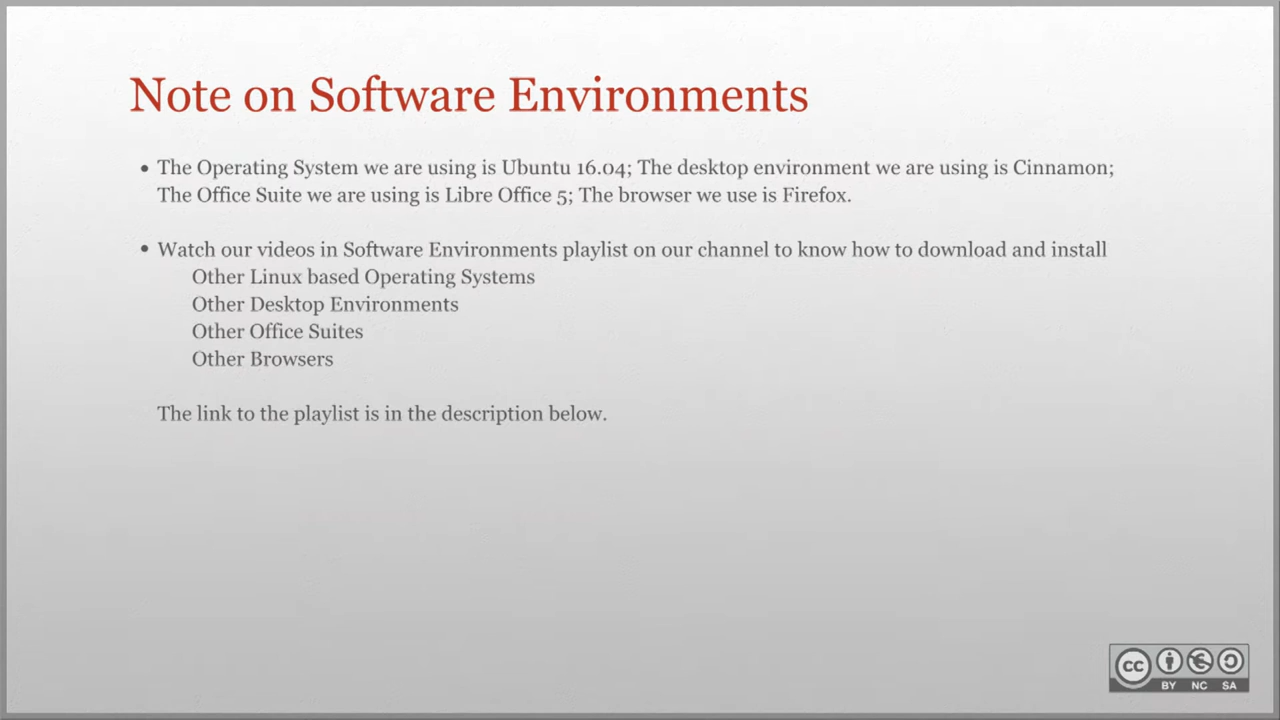 Note on Software Environments
• The Operating System we are using is Ubuntu 16.04; The desktop environment we are using is Cinnamon;
The Office Suite we are using is Libre Office 5; The browser we use is Firefox.
• Watch our videos in Software Environments playlist on our channel to know how to download and install
Other Linux based Operating Systems
Other Desktop Environments
Other Office Suites
Other Browsers
The link to the playlist is in the description below.
cc
BY NC SA